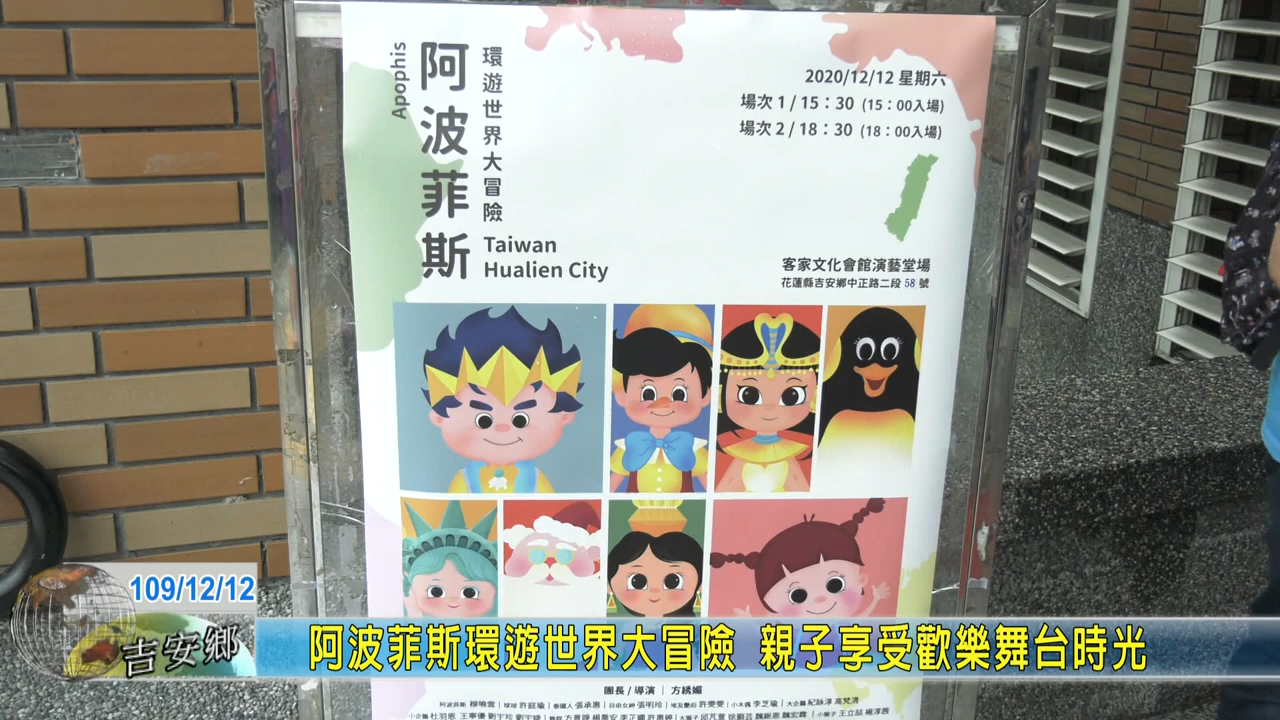 Apophis
阿波菲斯
環遊世界大冒險
Taiwan
Hualien City
2020/12/12 星期六
場次 1 / 15：30 (15：00入場)
場次 2 / 18：30 (18：00入場)
客家文化會館演藝堂場
花蓮縣吉安鄉中正路二段 58 號
109/12/12
吉安鄉
阿波菲斯環遊世界大冒險 親子享受歡樂舞台時光
團長 / 導演 ｜ 方綉媚